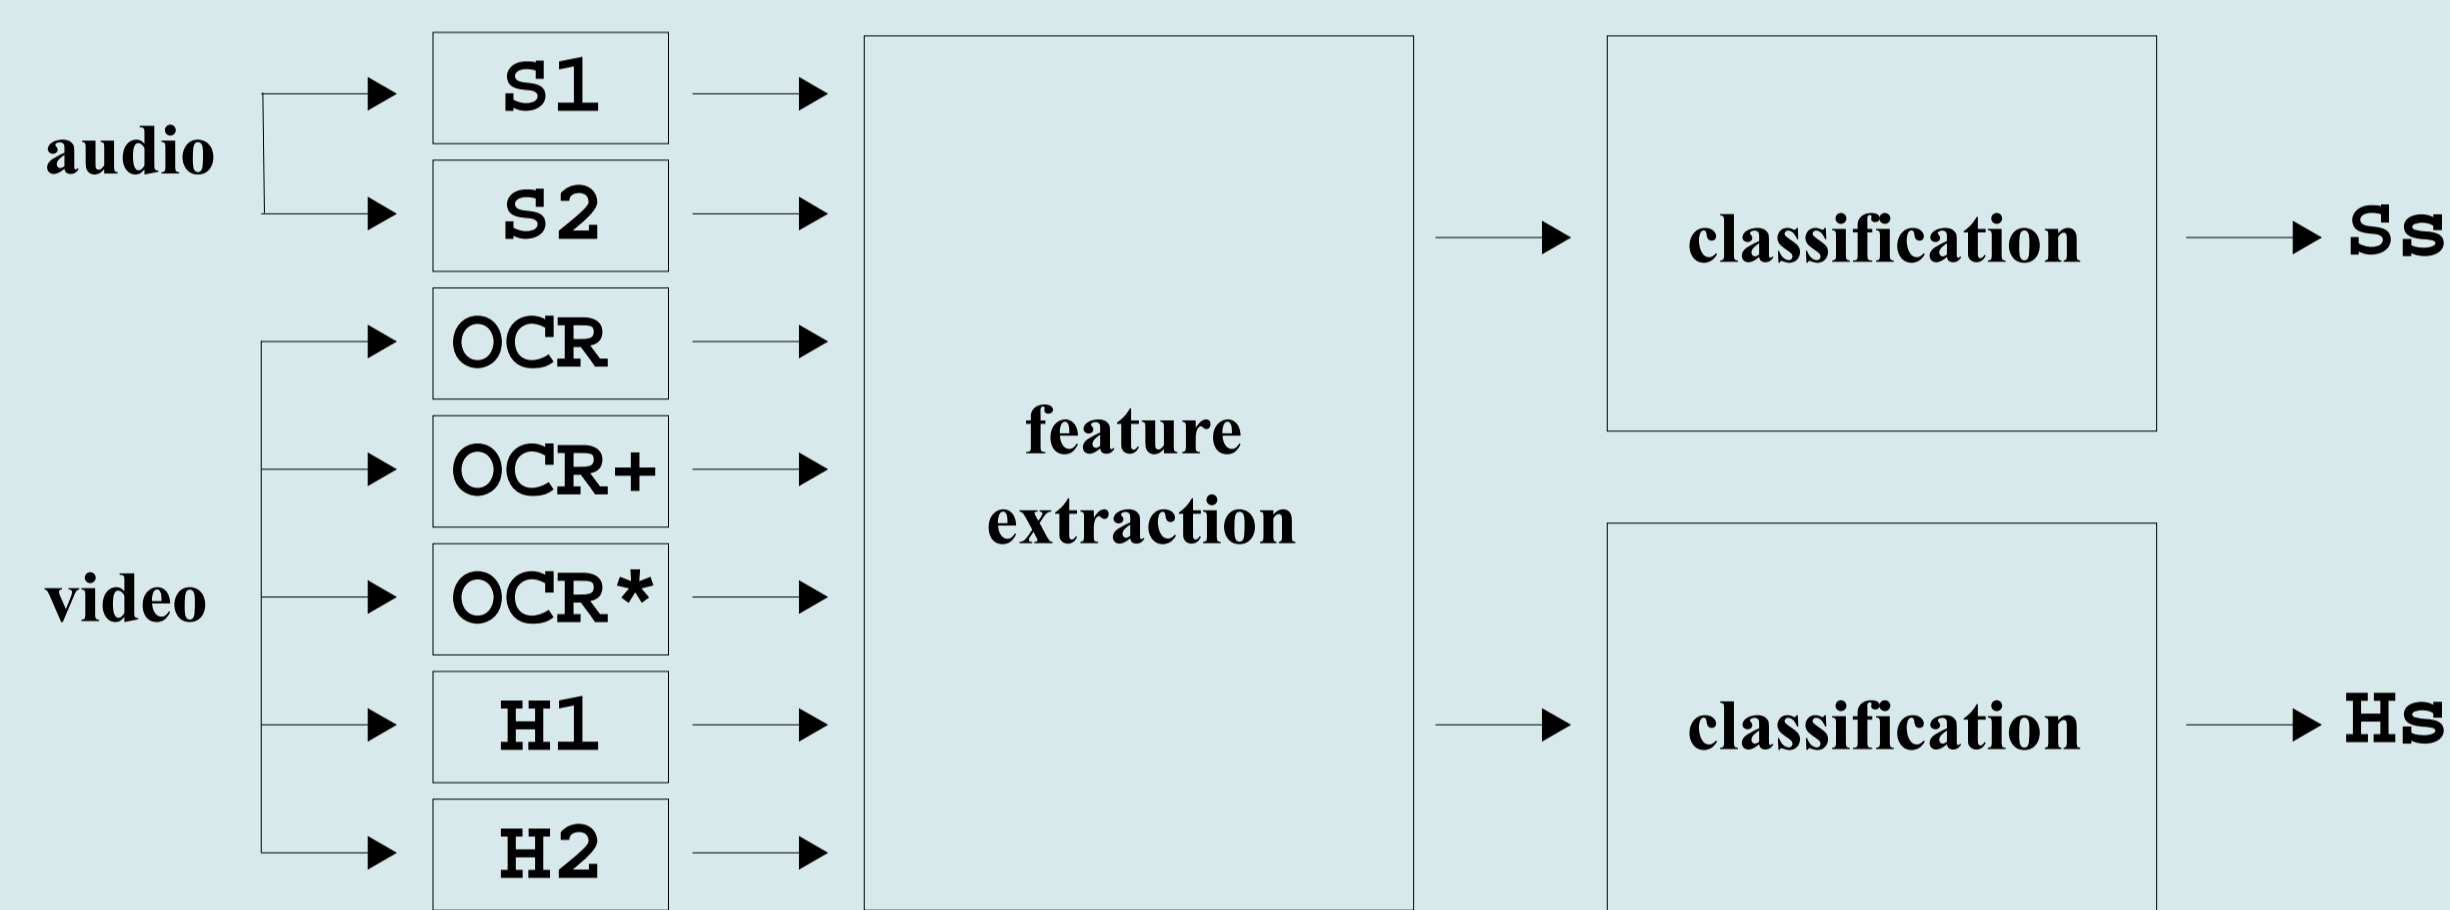 audio
S1
S2
video
OCR
OCR+
OCR*
H1
H2
feature
extraction
classification
Ss
classification
Hs